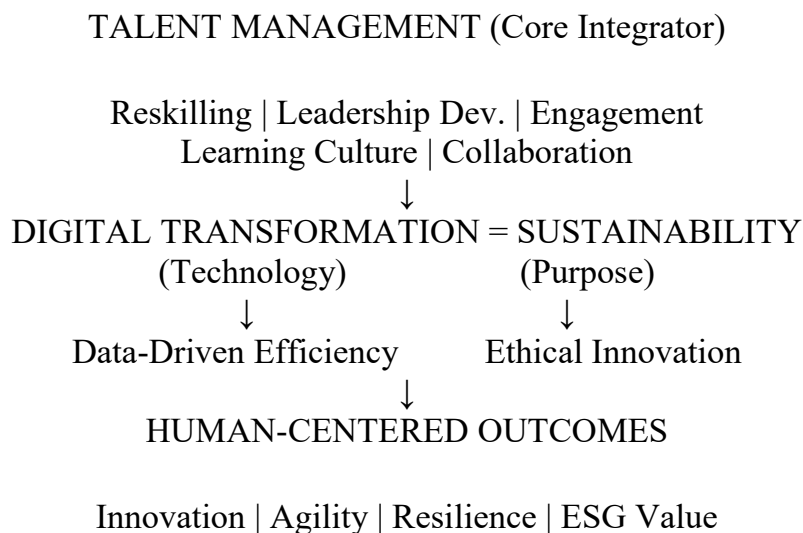 TALENT MANAGEMENT (Core Integrator)
Reskilling | Leadership Dev. | Engagement
Learning Culture | Collaboration
↓
DIGITAL TRANSFORMATION = SUSTAINABILITY
(Technology) (Purpose)
↓ ↓
Data-Driven Efficiency Ethical Innovation
↓
HUMAN-CENTERED OUTCOMES
Innovation | Agility | Resilience | ESG Value